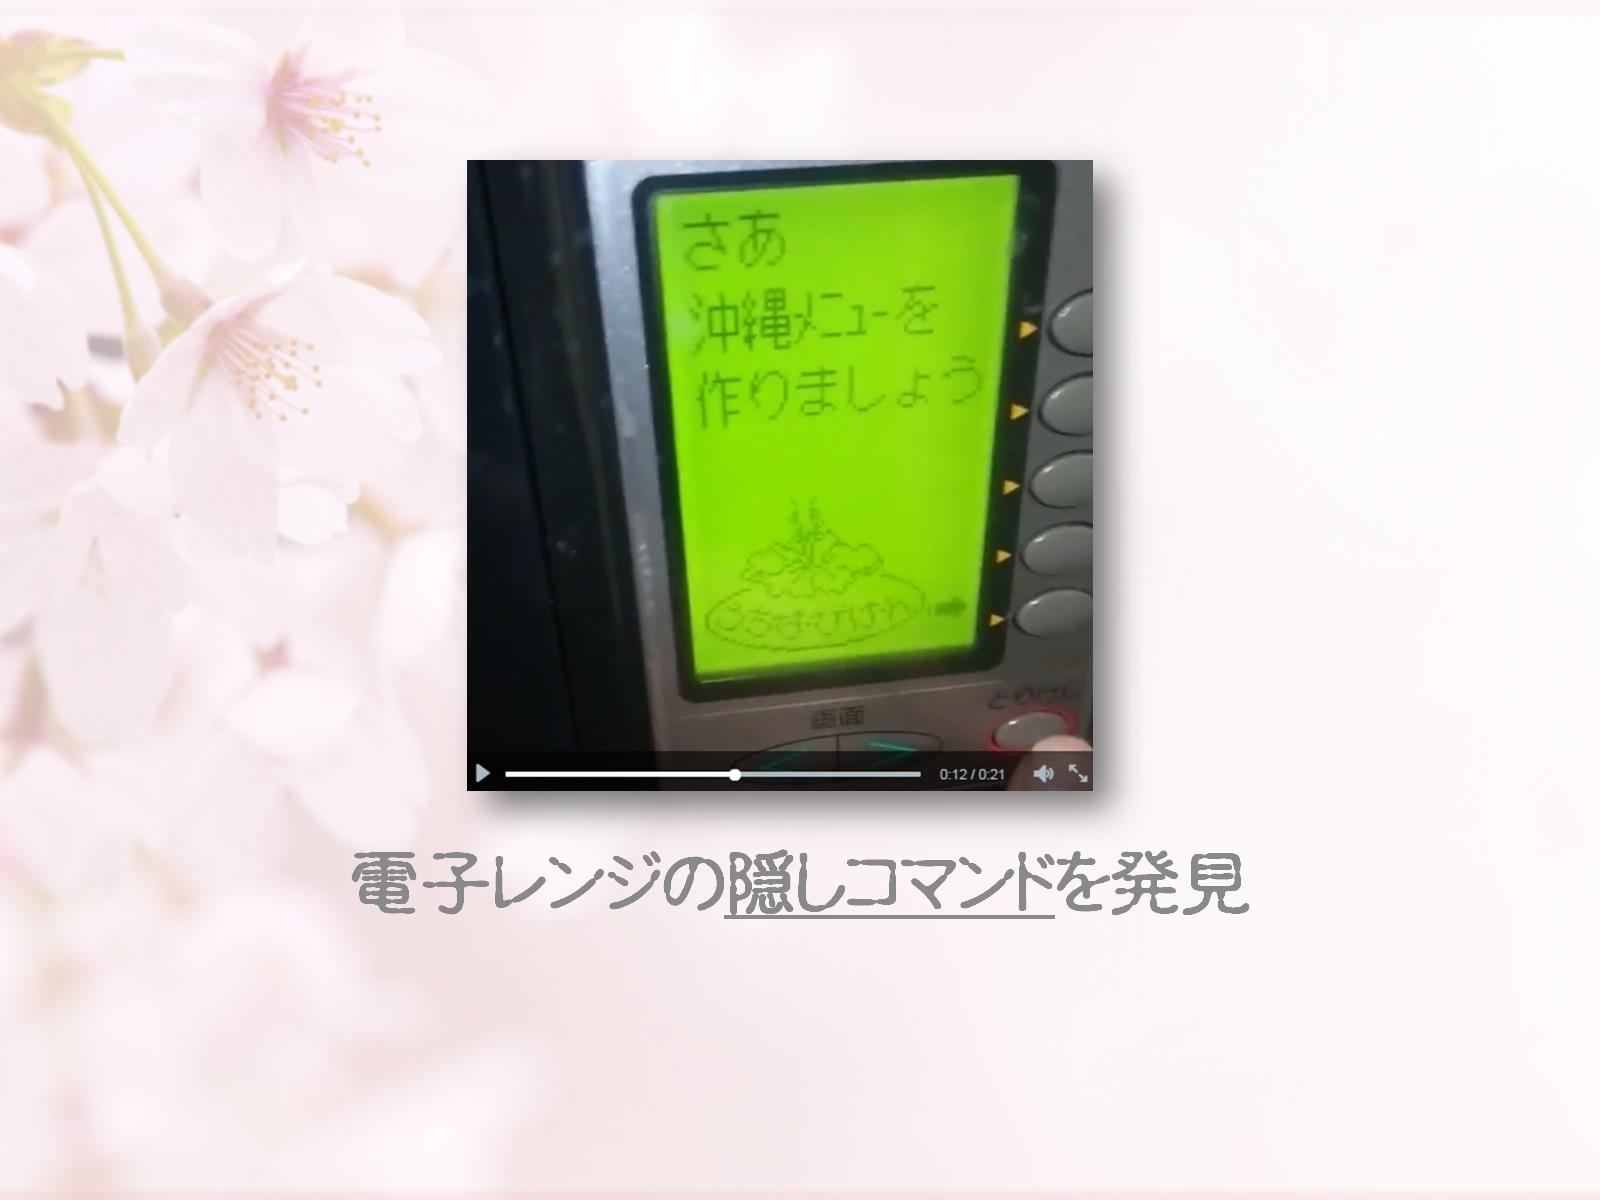 さあ
沖縄メニューを
作りましょう
画面
とりけし
0:12 / 0:21
電子レンジの隠しコマンドを発見